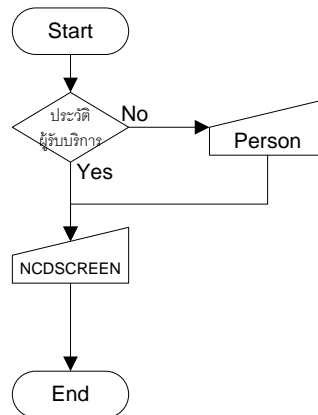 Start
ประวัติ
ผู้รับบริการ
No
Person
Yes
NCDSCREEN
End